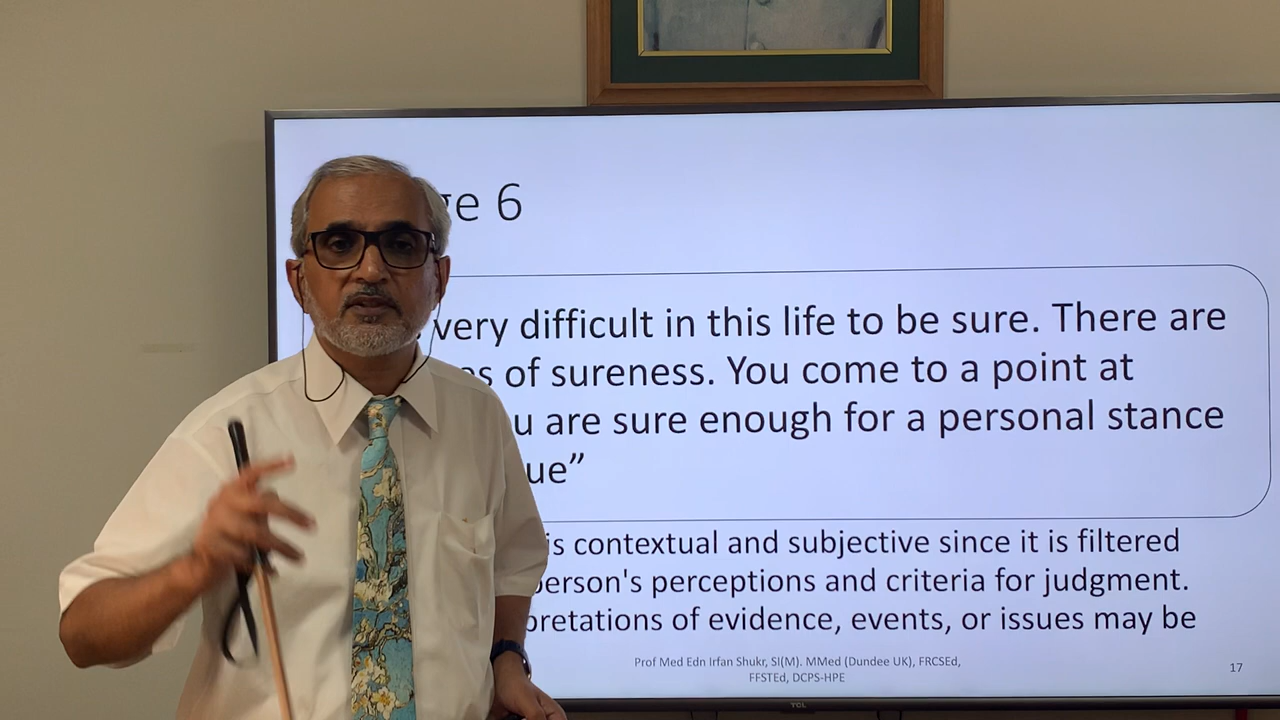 ge 6
very difficult in this life to be sure. There are
es of sureness. You come to a point at
u are sure enough for a personal stance
ue”
is contextual and subjective since it is filtered
person's perceptions and criteria for judgment.
pretations of evidence, events, or issues may be
Prof Med Edn Irfan Shukr, SI(M). MMed (Dundee UK), FRCSEd,
FFSTEd, DCPS-HPE
17
TCL